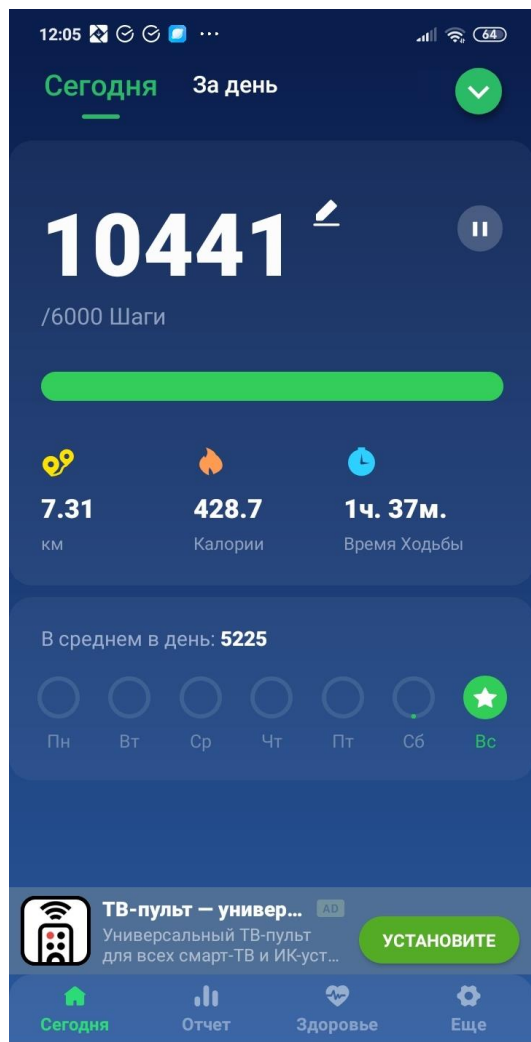 12:05 ... 64
Сегодня За день
10441
/6000 Шаги
7.31 428.7 1ч. 37м.
км Калории Время Ходьбы
В среднем в день: 5225
Пн Вт Ср Чт Пт Сб Вс
ТВ-пульт — универ... AD
Универсальный ТВ-пульт
для всех смарт-ТВ и ИК-уст...
УСТАНОВИТЕ
Сегодня Отчет Здоровье Еще